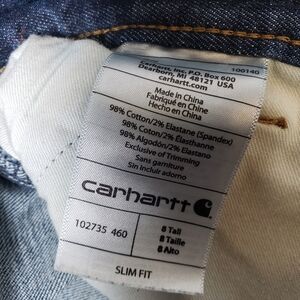 100140
Carhartt, Inc. P.O. Box 600
Dearborn, MI 48121 USA
carhartt.com
Made in China
Fabriqué en Chine
Hecho en China
98% Cotton/2% Elastane (Spandex)
98% Coton/2% Élasthanne
98% Algodón/2% Elastano
Exclusive of Trimming
Sans garniture
Sin Incluir adorno
carhartt
102735 460
8 Tall
8 Taille
8 Alto
SLIM FIT